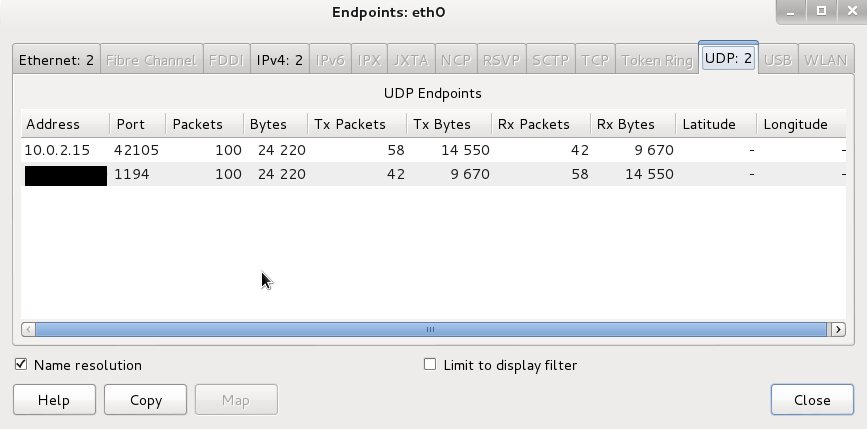 Endpoints: eth0
Ethernet: 2 Fibre Channel FDDI IPv4: 2 IPv6 IPX JXTA NCP RSVP SCTP TCP Token Ring UDP: 2 USB WLAN
UDP Endpoints
Address Port Packets Bytes Tx Packets Tx Bytes Rx Packets Rx Bytes Latitude Longitude
10.0.2.15 42105 100 24 220 58 14 550 42 9 670 - -
1194 100 24 220 42 9 670 58 14 550 - -
Name resolution Limit to display filter
Help Copy Map Close